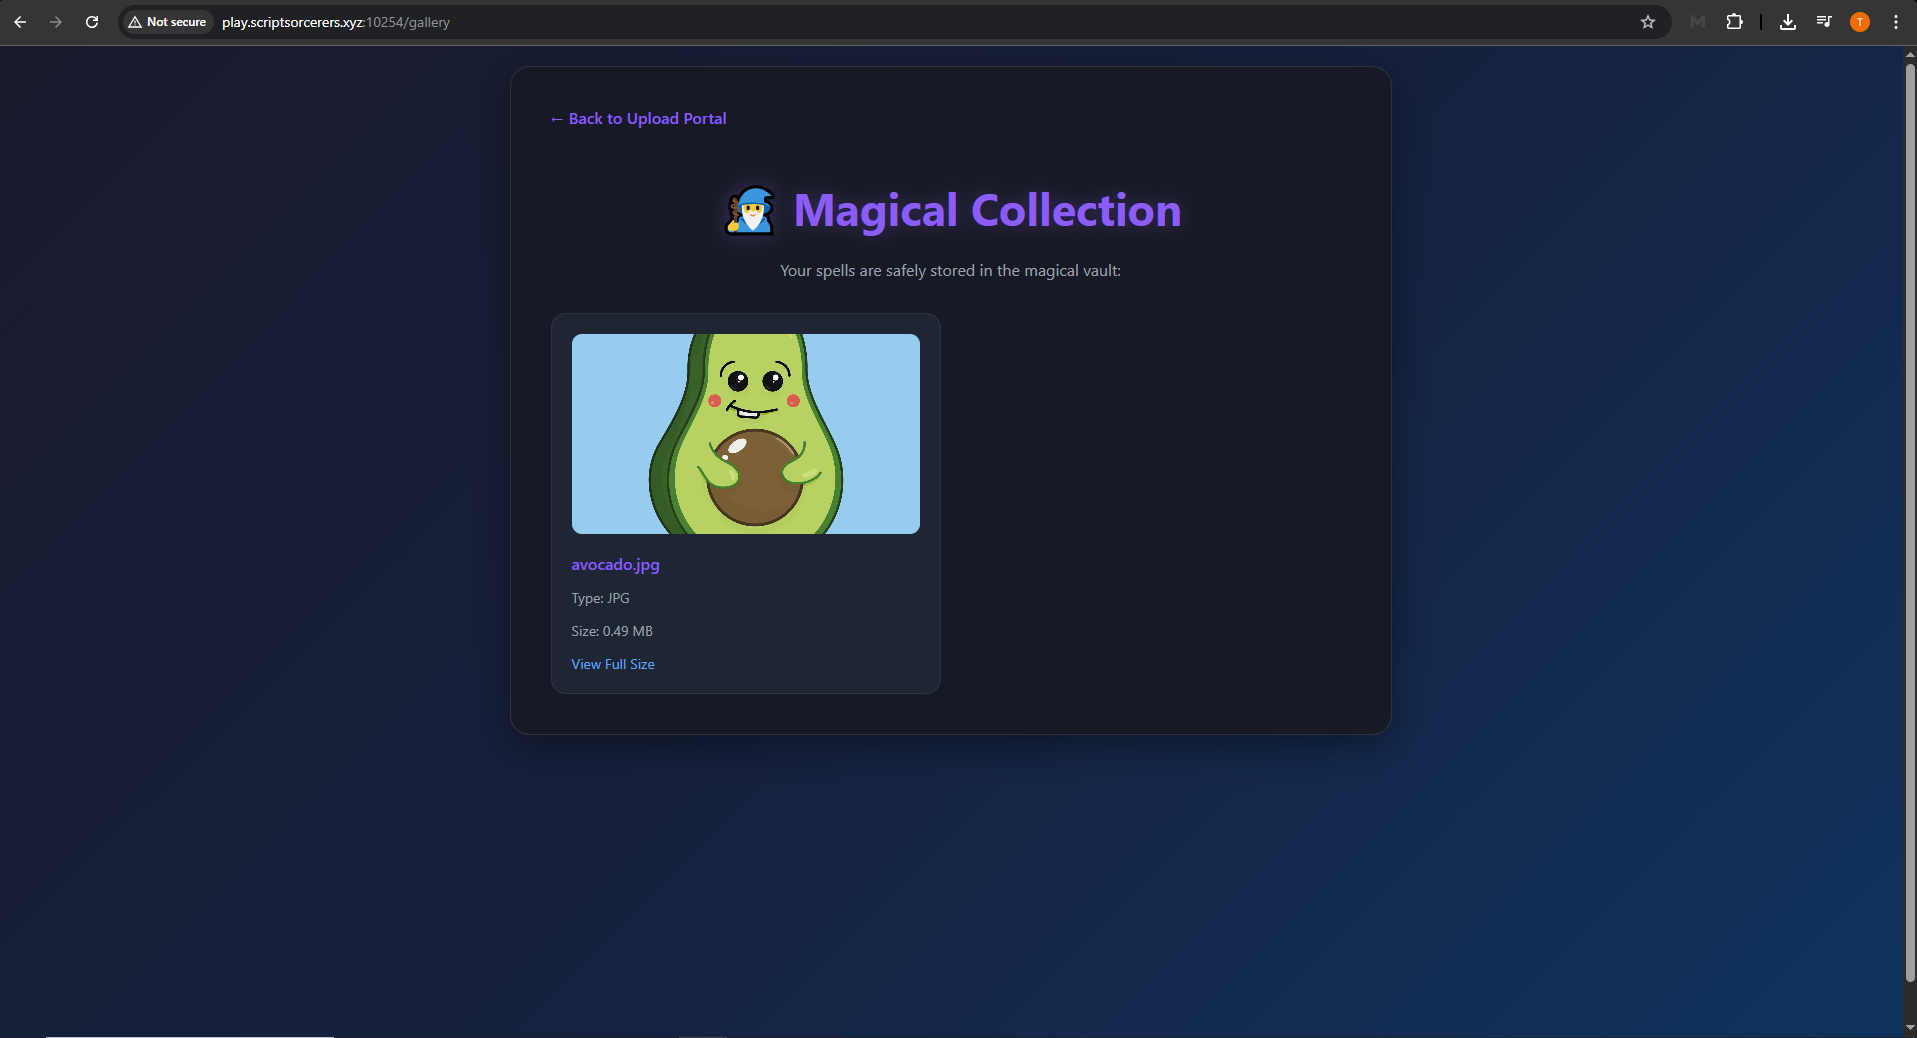 Not secure
play.scriptsorcerers.xyz:10254/gallery
M
T
← Back to Upload Portal
Magical Collection
Your spells are safely stored in the magical vault:
avocado.jpg
Type: JPG
Size: 0.49 MB
View Full Size